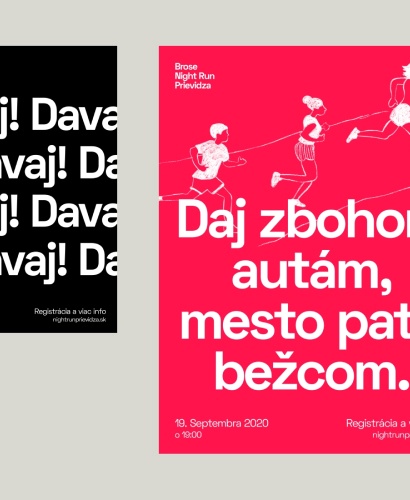 j! Dava
vaj! Da
j! Dava
vaj! Da
Registrácia a viac info
nightrunprievidza.sk
Brose
Night Run
Prievidza
Daj zbohom
autám,
mesto pat
bežcom.
19. Septembra 2020
o 19:00
Registrácia a v
nightrunp